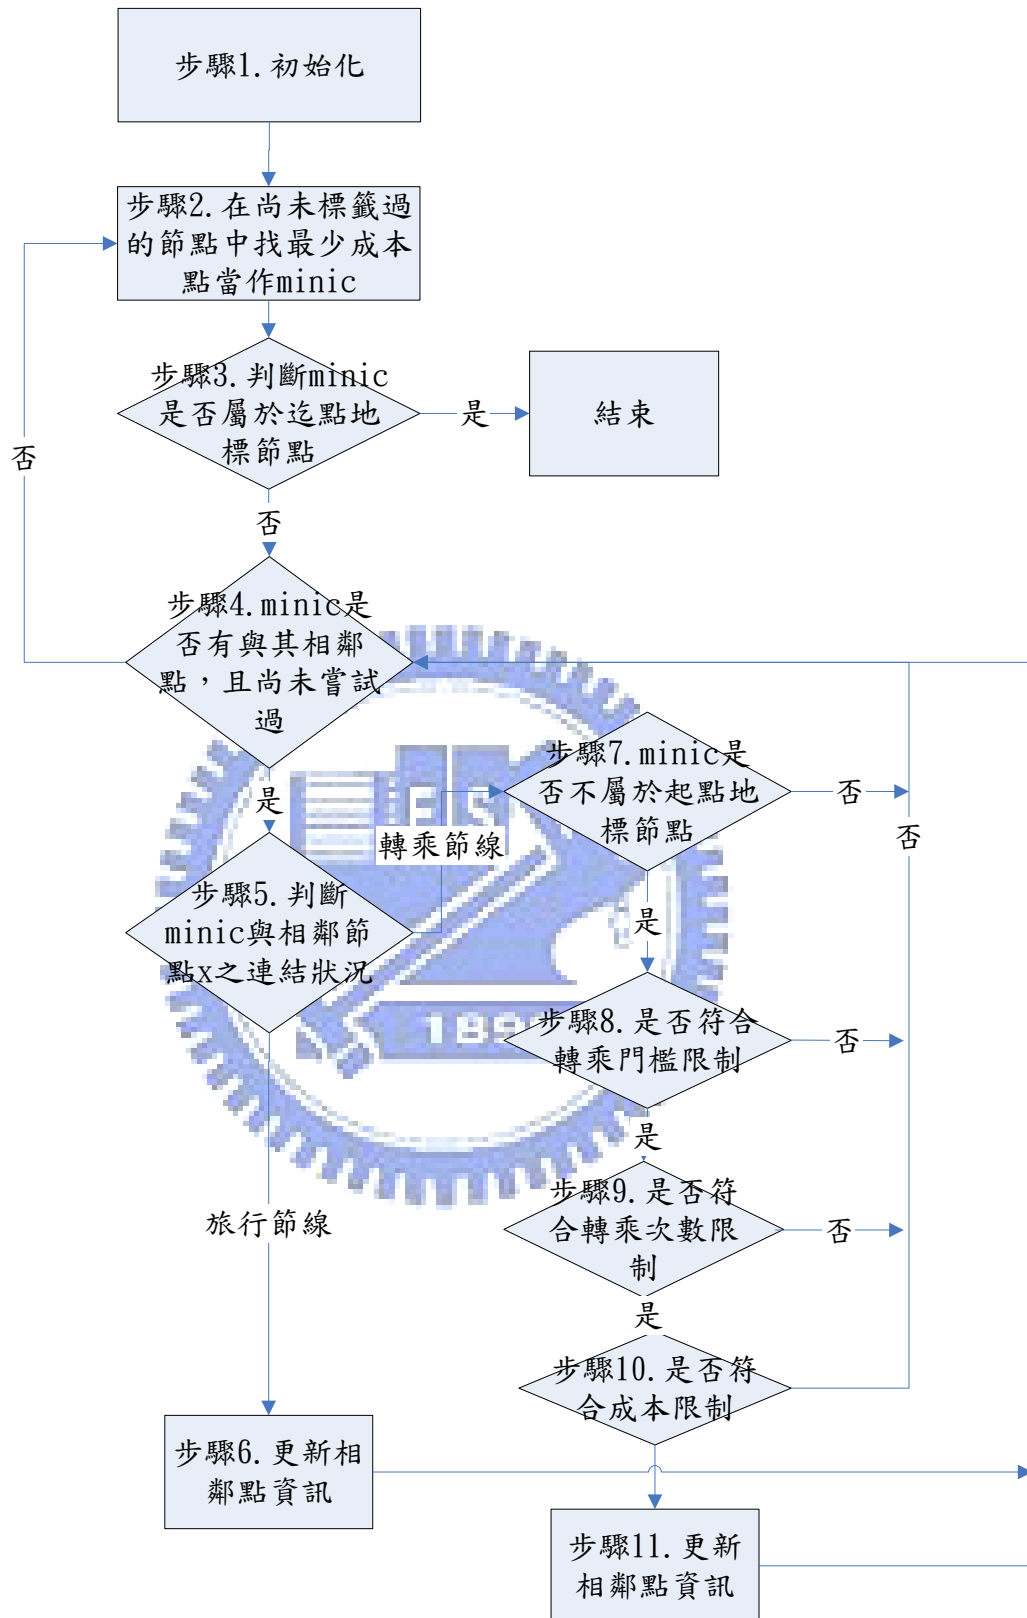 步驟1.初始化
步驟2.在尚未標籤過
的節點中找最少成本
點當作minic
步驟3.判斷minic
是否屬於迄點地
標節點
是
結束
否
否
步驟4.minic是
否有與其相鄰
點，且尚未嘗試
過
是
步驟5.判斷
minic與相鄰節
點x之連結狀況
轉乘節線
步驟7.minic是
否不屬於起點地
標節點
否
否
是
步驟8.是否符合
轉乘門檻限制
否
是
步驟9.是否符
合轉乘次數限
制
否
是
步驟10.是否符
合成本限制
旅行節線
步驟6.更新相
鄰點資訊
步驟11.更新
相鄰點資訊